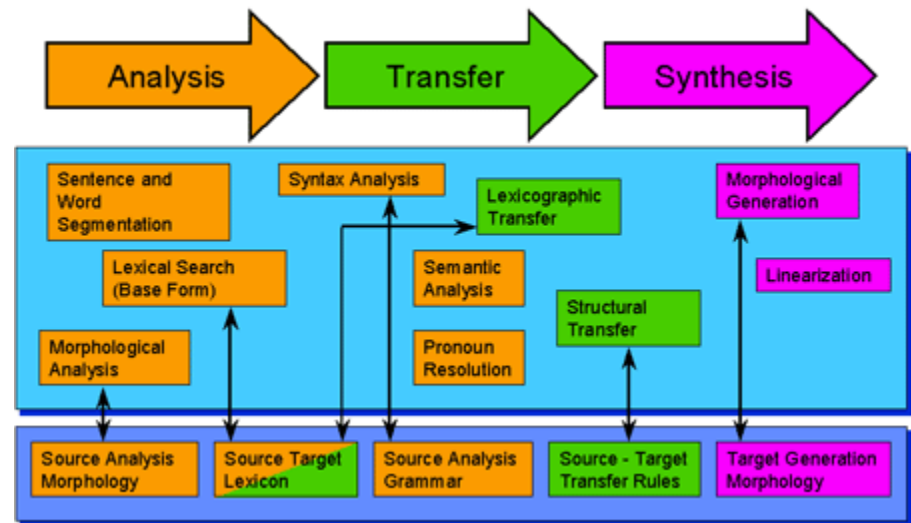 Analysis
Transfer
Synthesis
Sentence and
Word
Segmentation
Syntax Analysis
Lexicographic
Transfer
Morphological
Generation
Lexical Search
(Base Form)
Semantic
Analysis
Linearization
Structural
Transfer
Morphological
Analysis
Pronoun
Resolution
Source Analysis
Morphology
Source Target
Lexicon
Source Analysis
Grammar
Source - Target
Transfer Rules
Target Generation
Morphology